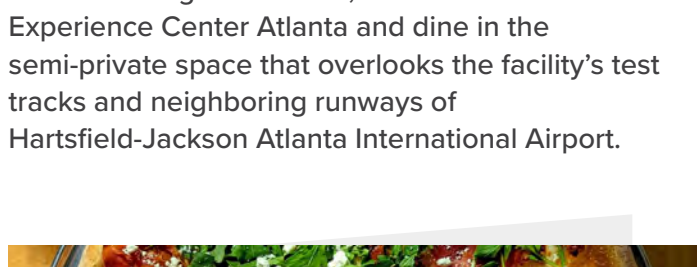 Experience Center Atlanta and dine in the
semi-private space that overlooks the facility’s test
tracks and neighboring runways of
Hartsfield-Jackson Atlanta International Airport.